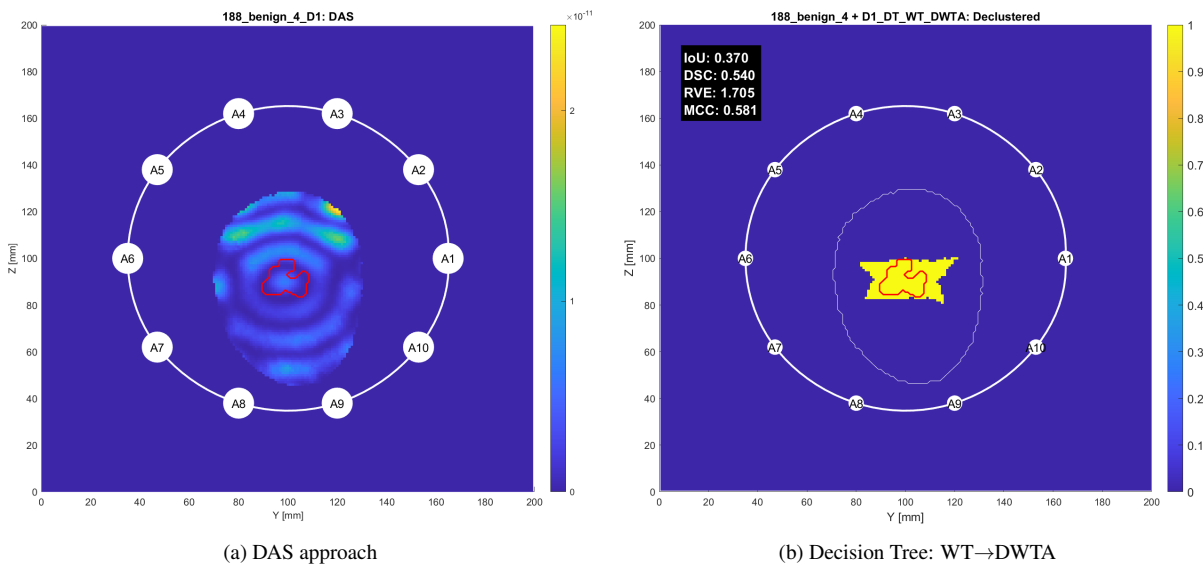 188_benign_4_D1: DAS
×10⁻¹¹
200
180
160
140
120
100
80
60
40
20
0
Z [mm]
A4
A3
A5
A2
A6
A1
A7
A10
A8
A9
0 20 40 60 80 100 120 140 160 180 200
Y [mm]
2
1
0
(a) DAS approach
188_benign_4 + D1_DT_WT_DWTA: Declustered
IoU: 0.370
DSC: 0.540
RVE: 1.705
MCC: 0.581
200
180
160
140
120
100
80
60
40
20
0
Z [mm]
A4
A3
A5
A2
A6
A1
A7
A10
A8
A9
0 20 40 60 80 100 120 140 160 180 200
Y [mm]
1
0.9
0.8
0.7
0.6
0.5
0.4
0.3
0.2
0.1
0
(b) Decision Tree: WT→DWTA